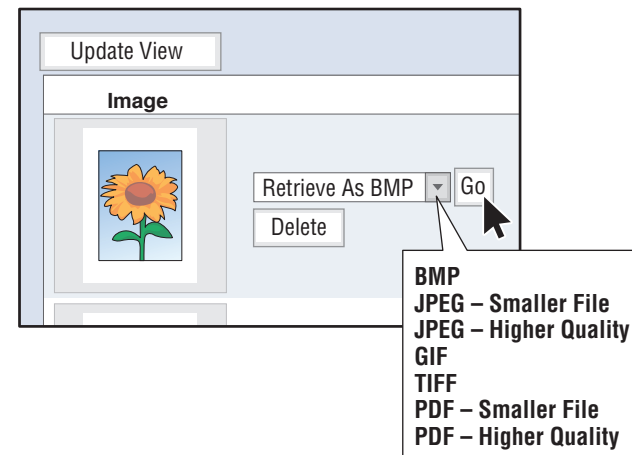 Update View
Image
Retrieve As BMP
Go
Delete
BMP
JPEG – Smaller File
JPEG – Higher Quality
GIF
TIFF
PDF – Smaller File
PDF – Higher Quality